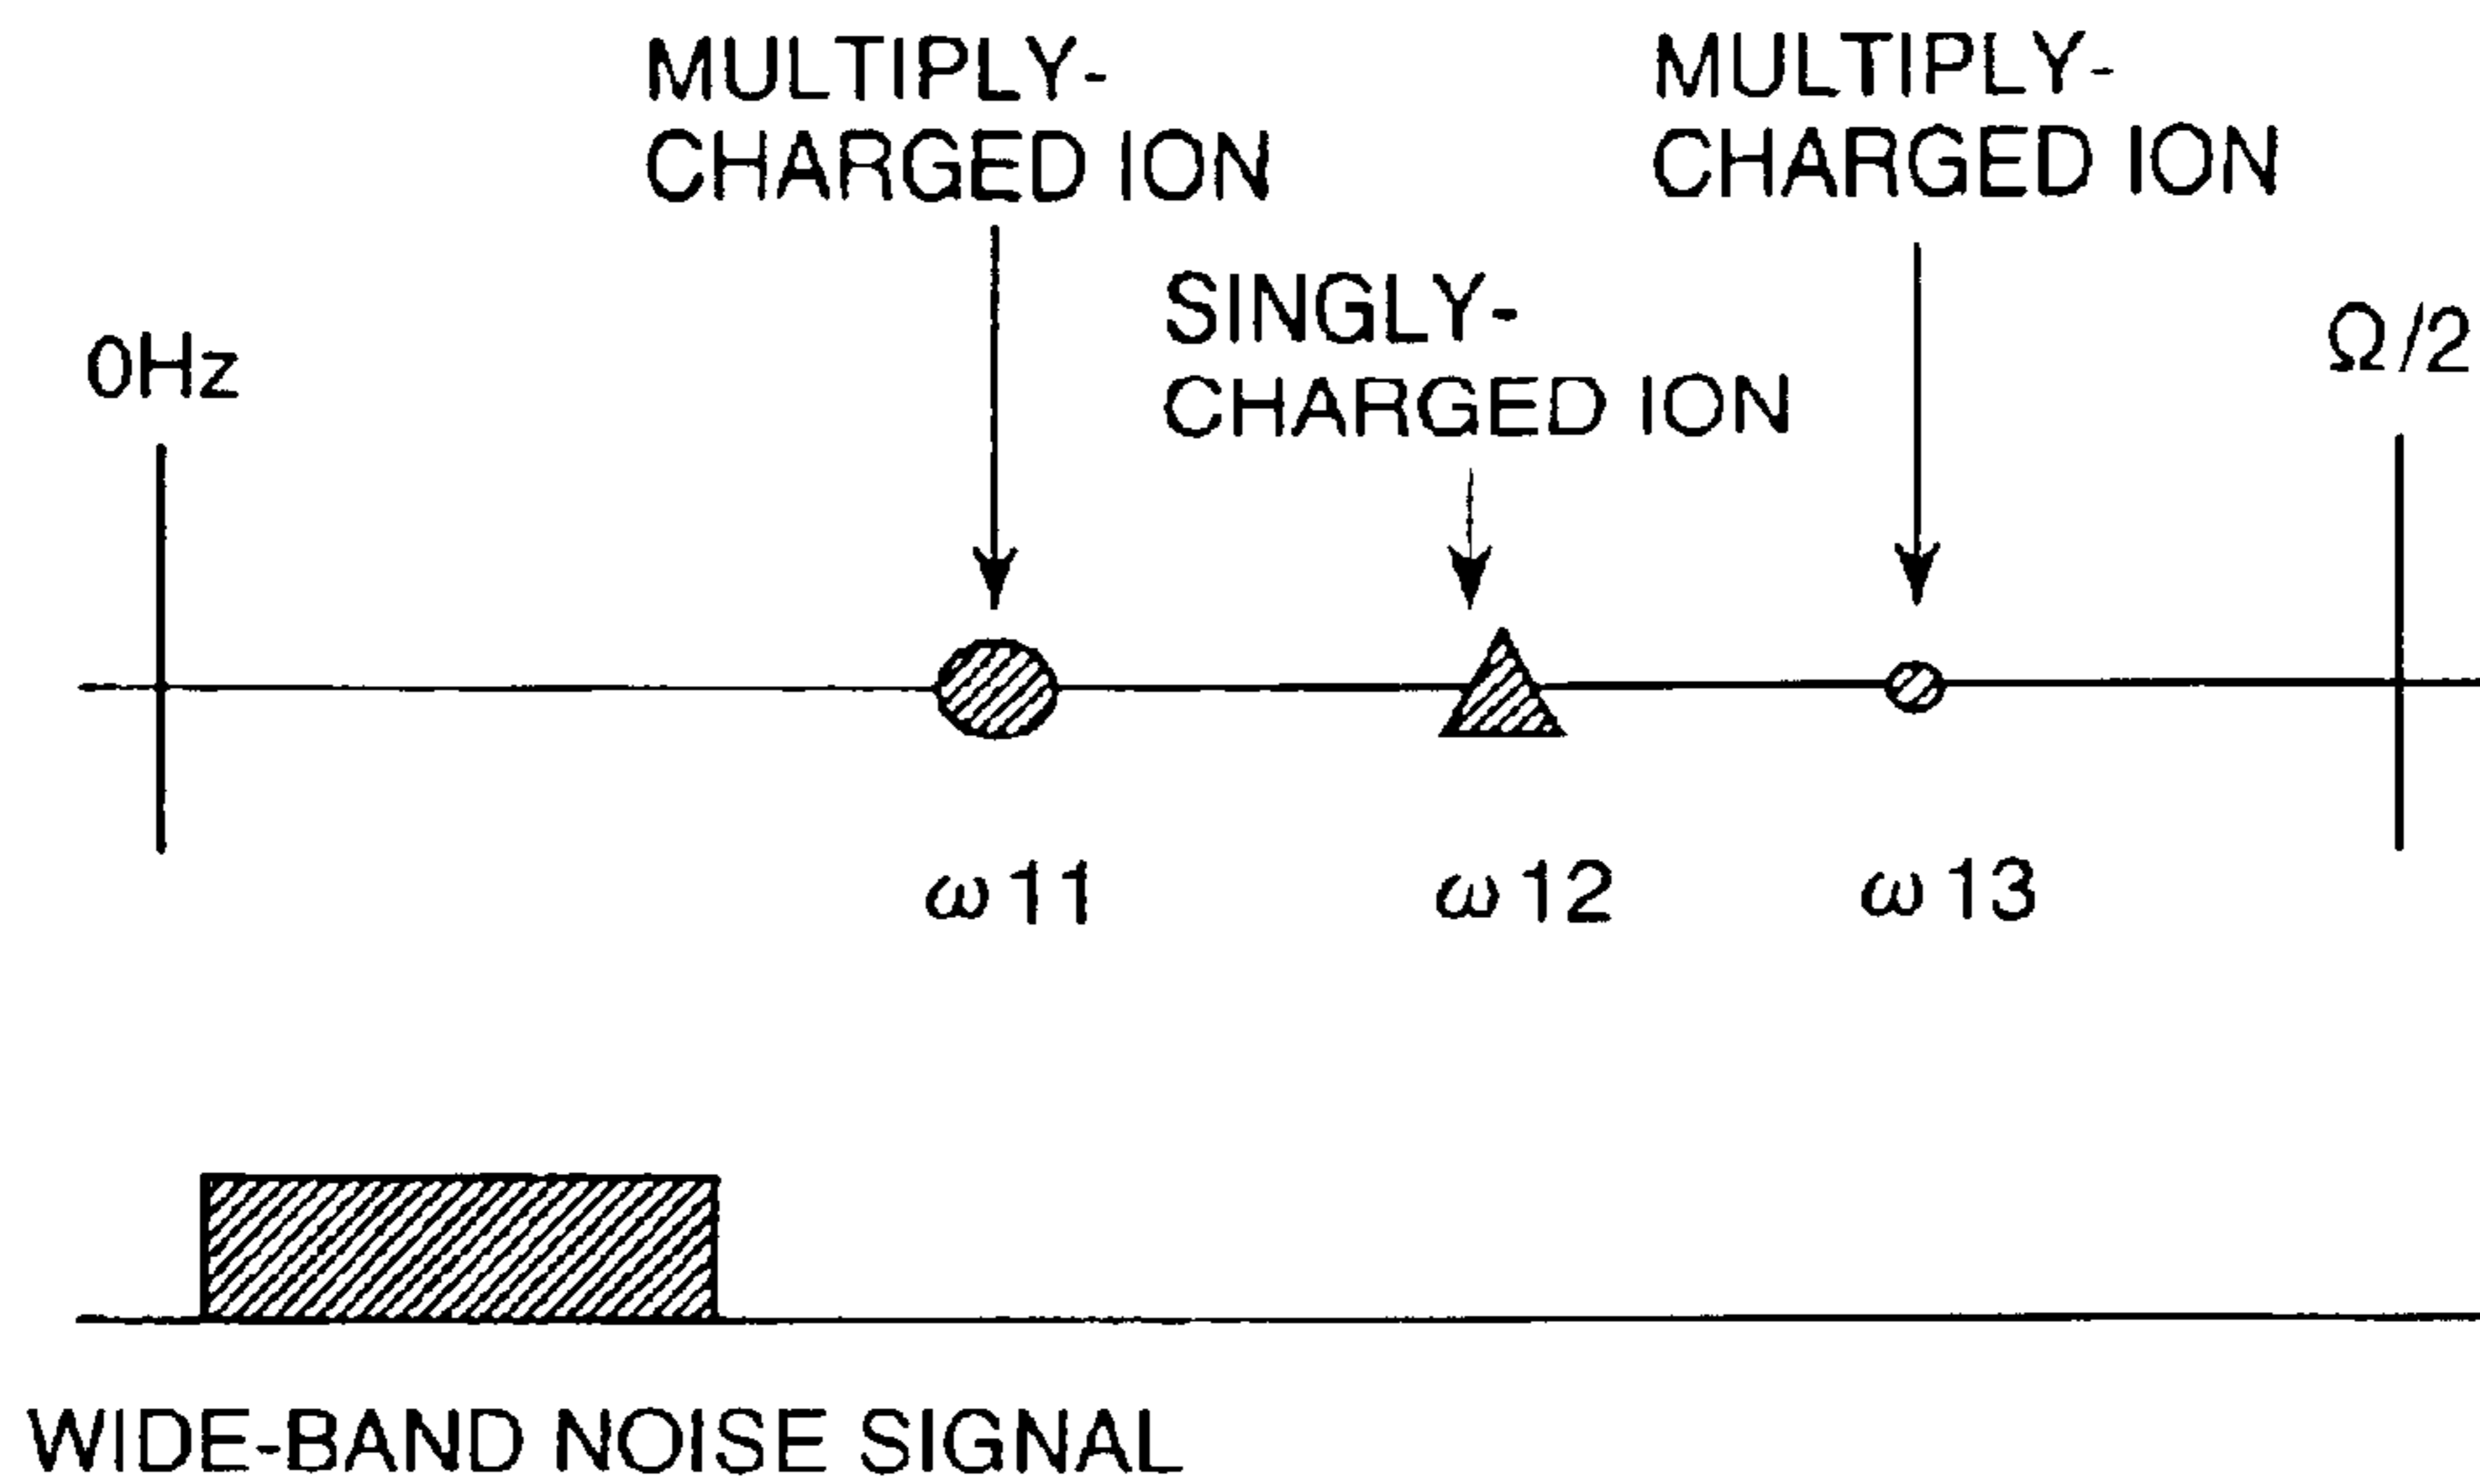 MULTIPLY-
CHARGED ION
MULTIPLY-
CHARGED ION
SINGLY-
CHARGED ION
0Hz
Ω/2
ω11
ω12
ω13
WIDE-BAND NOISE SIGNAL